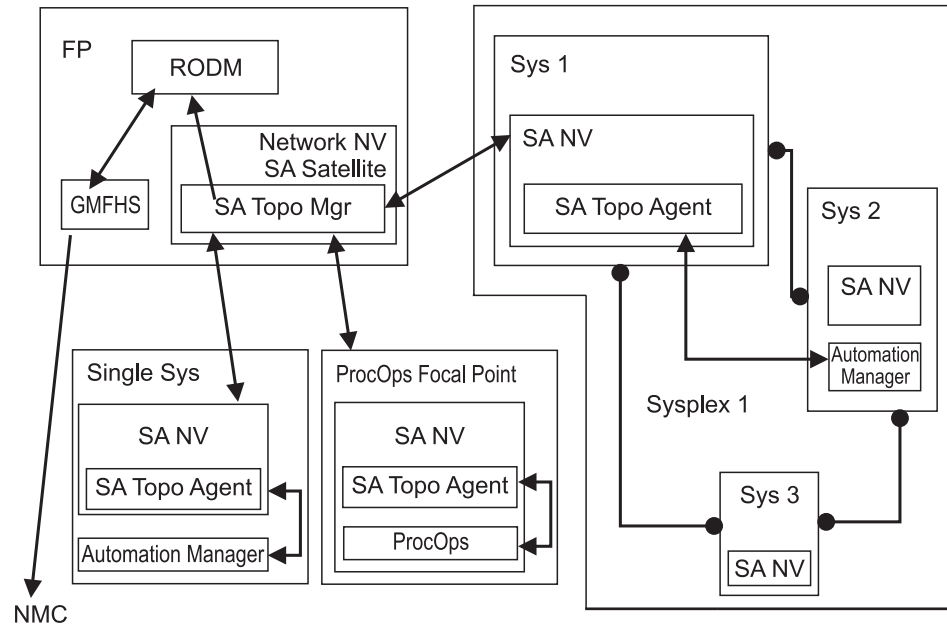 FP
RODM
Network NV
SA Satellite
GMFHS
SA Topo Mgr
Sys 1
SA NV
SA Topo Agent
Sys 2
SA NV
Automation
Manager
Sysplex 1
Sys 3
SA NV
Single Sys
SA NV
SA Topo Agent
Automation Manager
ProcOps Focal Point
SA NV
SA Topo Agent
ProcOps
NMC